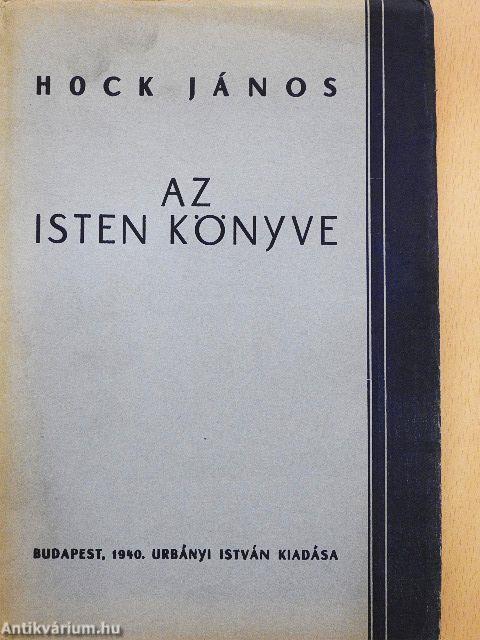 HOCK JÁNOS
AZ
ISTEN KÖNYVE
BUDAPEST, 1940. URBÁNYI ISTVÁN KIADÁSA
Antikvárium.hu